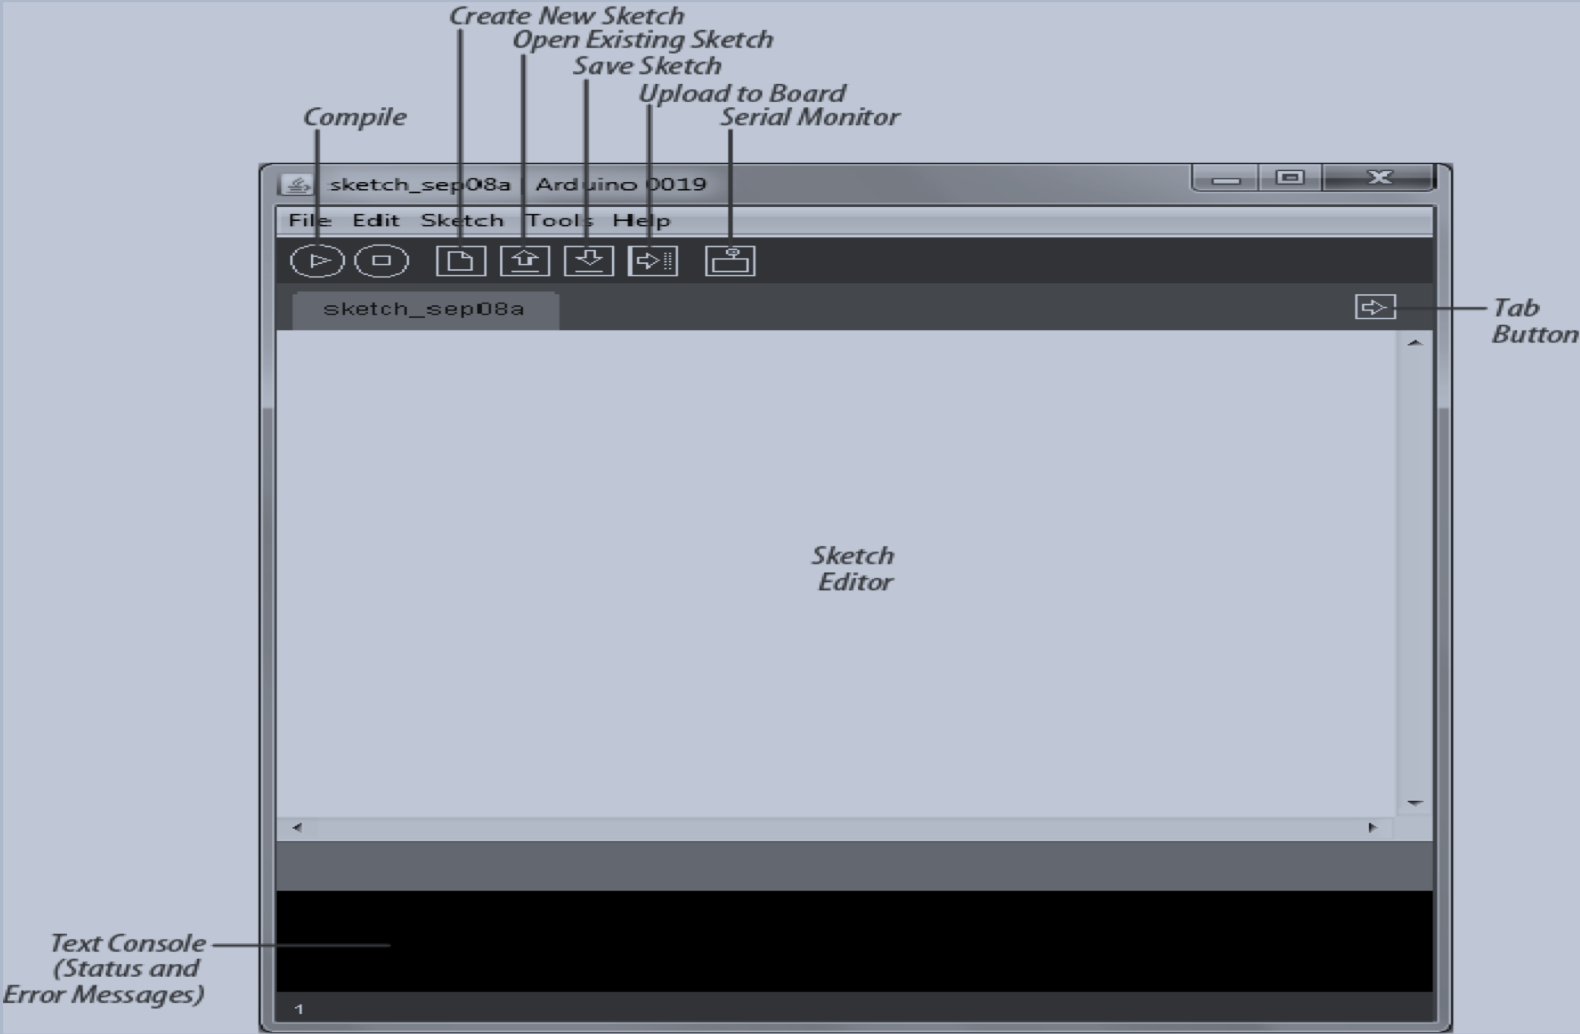 Create New Sketch
Open Existing Sketch
Save Sketch
Upload to Board
Compile
Serial Monitor
sketch_sep08a | Arduino 0019
File Edit Sketch Tools Help
sketch_sep08a
Tab
Button
Sketch
Editor
Text Console
(Status and
Error Messages)
1